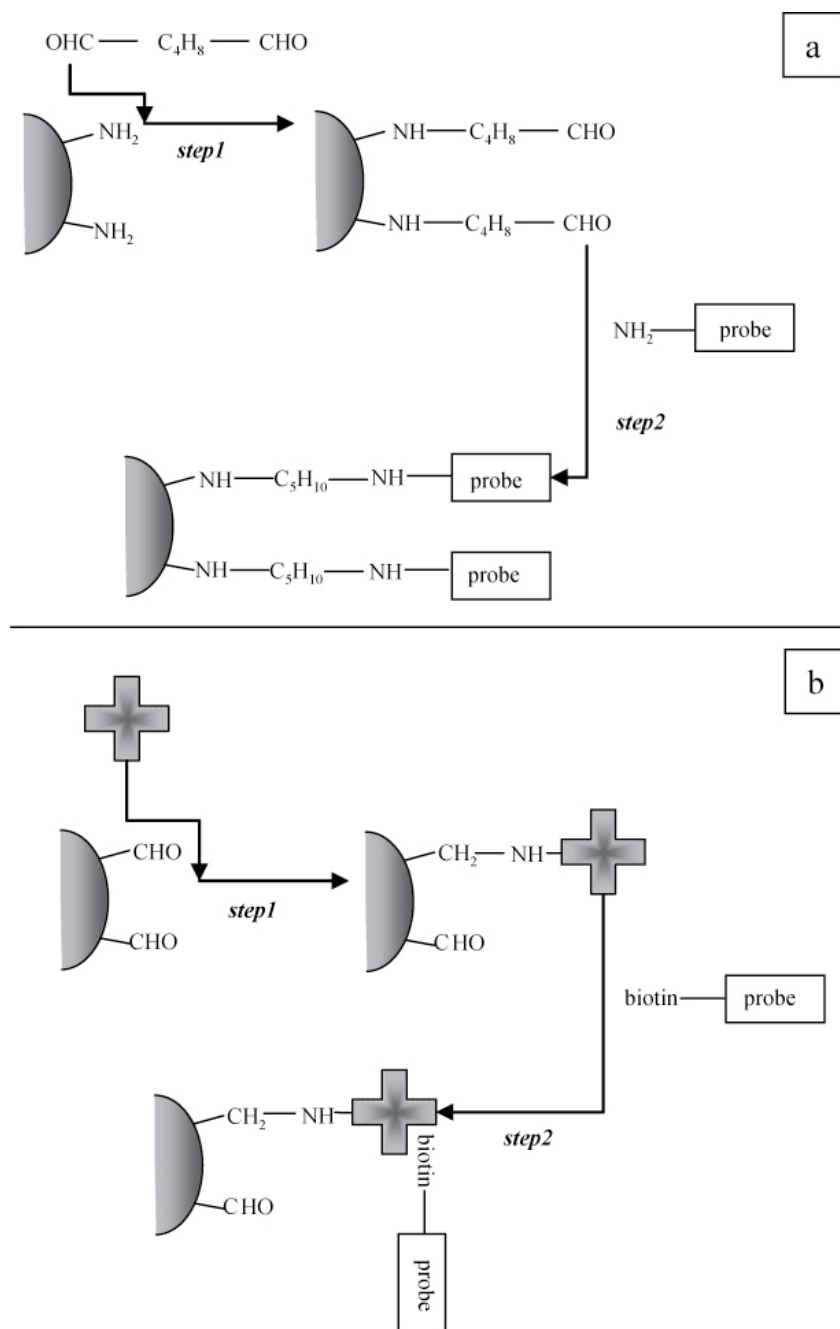 a
OHC — C₄H₈ — CHO
NH₂
step1
NH — C₄H₈ — CHO
NH₂
NH — C₄H₈ — CHO
NH₂ — probe
step2
NH — C₅H₁₀ — NH — probe
NH — C₅H₁₀ — NH — probe
b
CHO
CH₂ — NH
step1
CHO
CHO
biotin — probe
CH₂ — NH
step2
biotin
CHO
probe